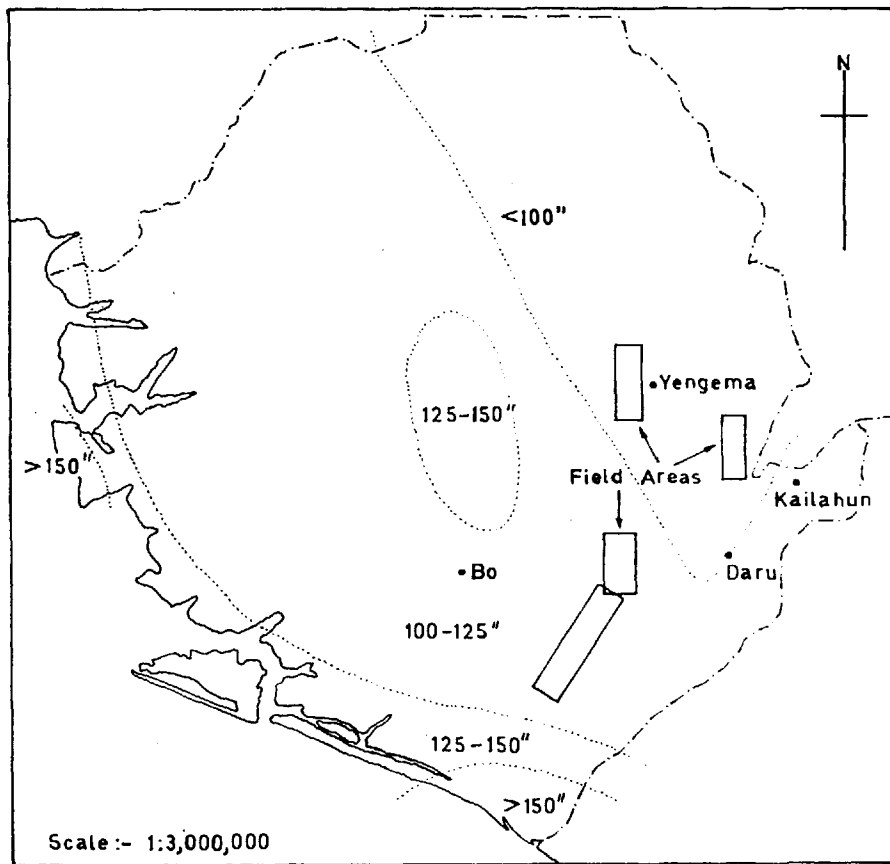 N
<100"
125-150"
Yengema
>150"
Field Areas
Kailahun
Bo
Daru
100-125"
125-150"
>150"
Scale:- 1:3,000,000